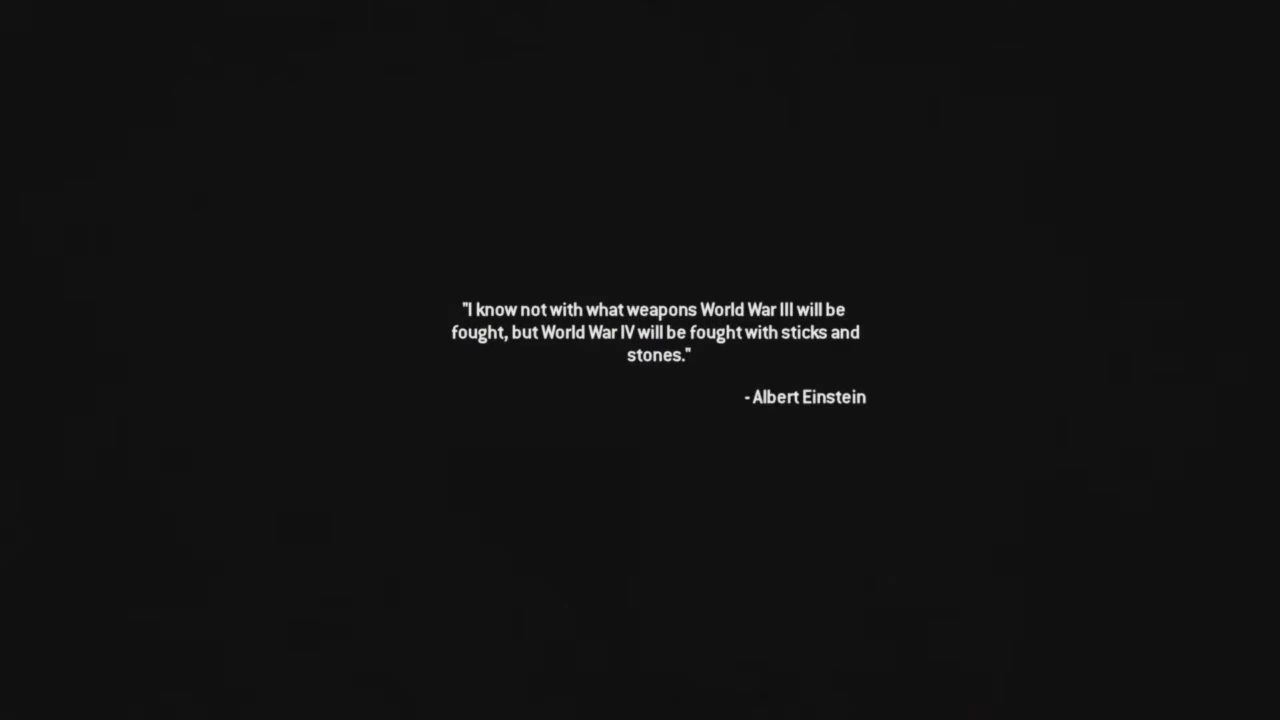 "I know not with what weapons World War III will be
fought, but World War IV will be fought with sticks and
stones."
- Albert Einstein